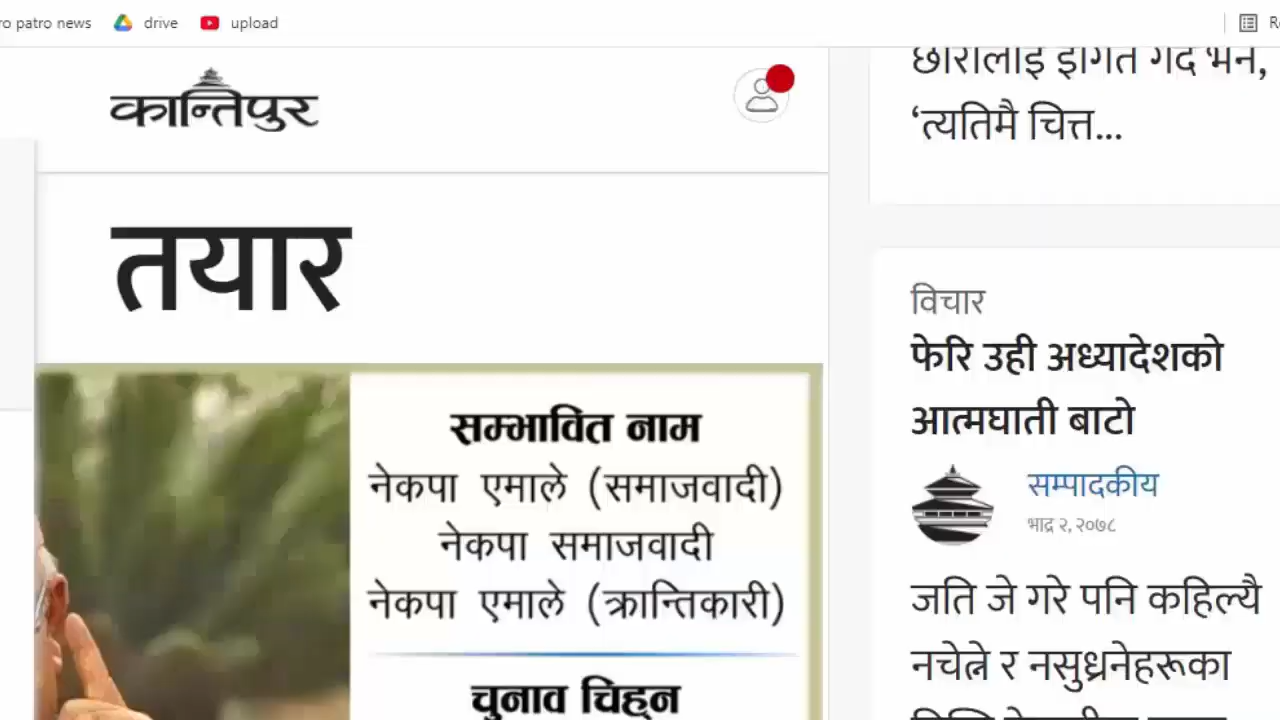 ro patro news drive upload
कान्तिपुर
तयार
सम्भावित नाम
नेकपा एमाले (समाजवादी)
नेकपा समाजवादी
नेकपा एमाले (क्रान्तिकारी)
चुनाव चिह्न
छोरालाई इंगित गर्दै भने,
‘त्यतिमै चित्त...
विचार
फेरि उही अध्यादेशको
आत्मघाती बाटो
सम्पादकीय
भाद्र २, २०७८
जति जे गरे पनि कहिल्यै
नचेत्ने र नसुध्रनेहरूका